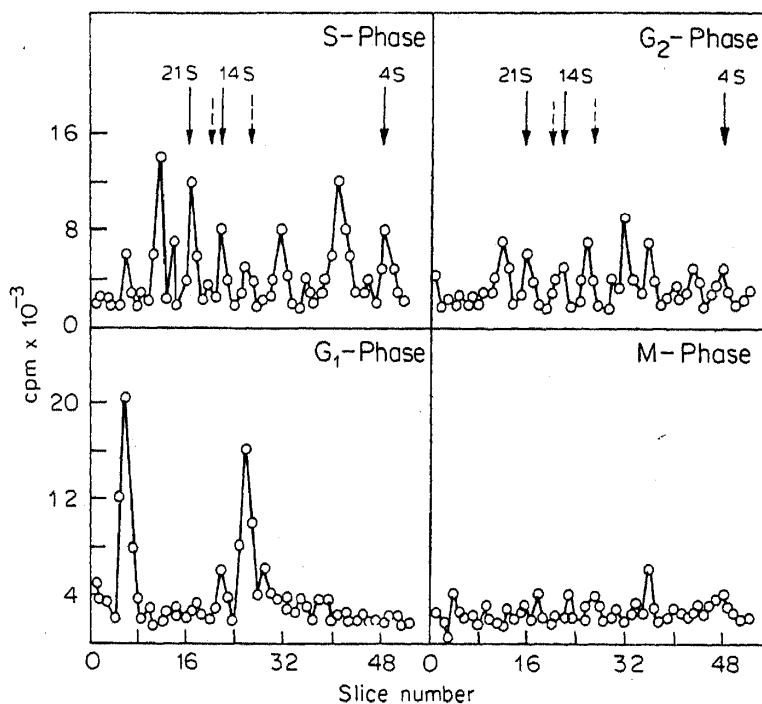 S-Phase
G₂-Phase
21S 14S 4S
21S 14S 4S
16
8
0
G₁-Phase
M-Phase
20
12
4
cpm x 10⁻³
0 16 32 48
0 16 32 48
Slice number